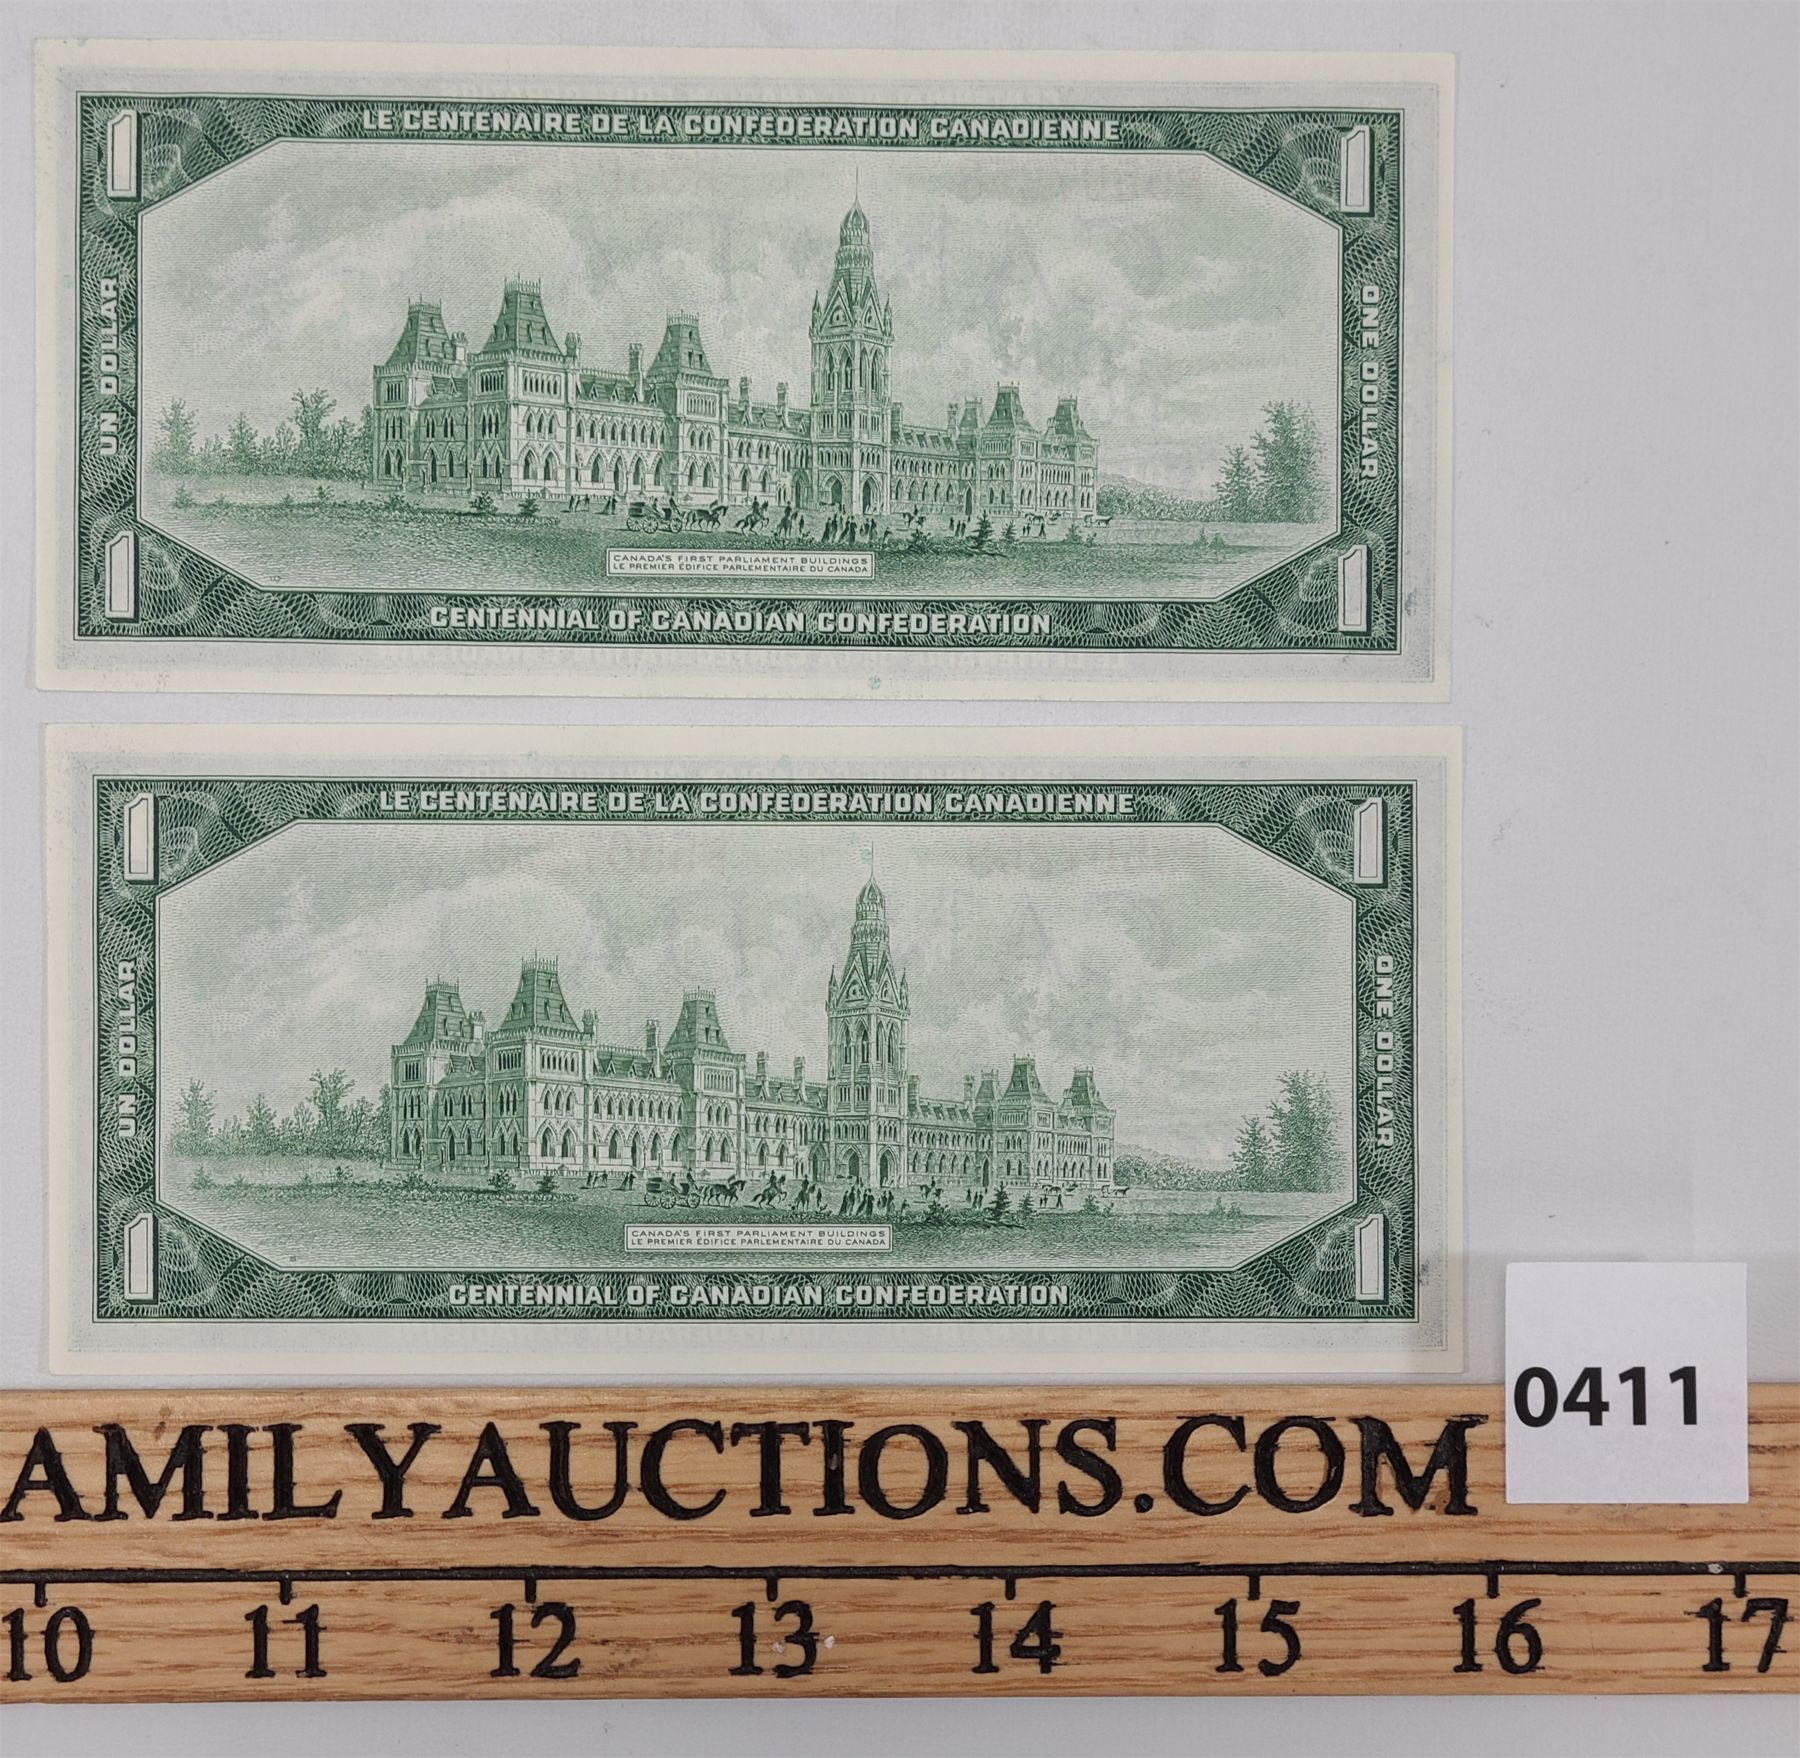 LE CENTENAIRE DE LA CONFEDERATION CANADIENNE
1 1
UN DOLLAR
ONE DOLLAR
CANADA'S FIRST PARLIAMENT BUILDINGS
LE PREMIER ÉDIFICE PARLEMENTAIRE DU CANADA
1 1
CENTENNIAL OF CANADIAN CONFEDERATION
LE CENTENAIRE DE LA CONFEDERATION CANADIENNE
1 1
UN DOLLAR
ONE DOLLAR
CANADA'S FIRST PARLIAMENT BUILDINGS
LE PREMIER ÉDIFICE PARLEMENTAIRE DU CANADA
1 1
CENTENNIAL OF CANADIAN CONFEDERATION
0411
AMILYAUCTIONS.COM
10 11 12 13 14 15 16 17